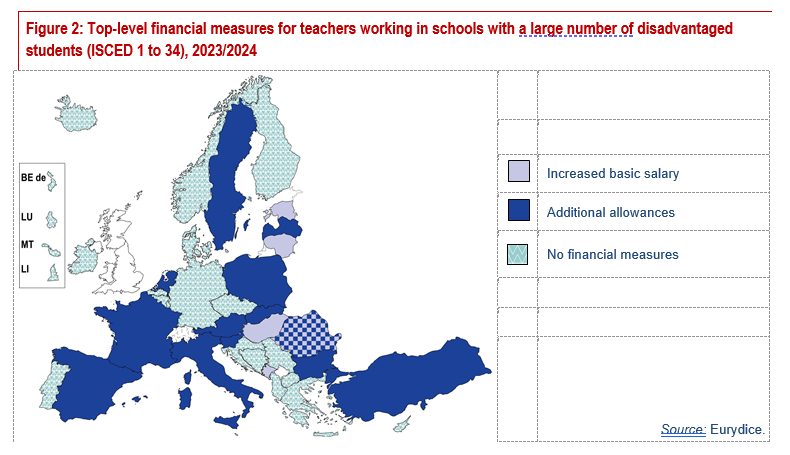 Figure 2: Top-level financial measures for teachers working in schools with a large number of disadvantaged
students (ISCED 1 to 34), 2023/2024
BE de
LU
MT
LI
Increased basic salary
Additional allowances
No financial measures
Source: Eurydice.